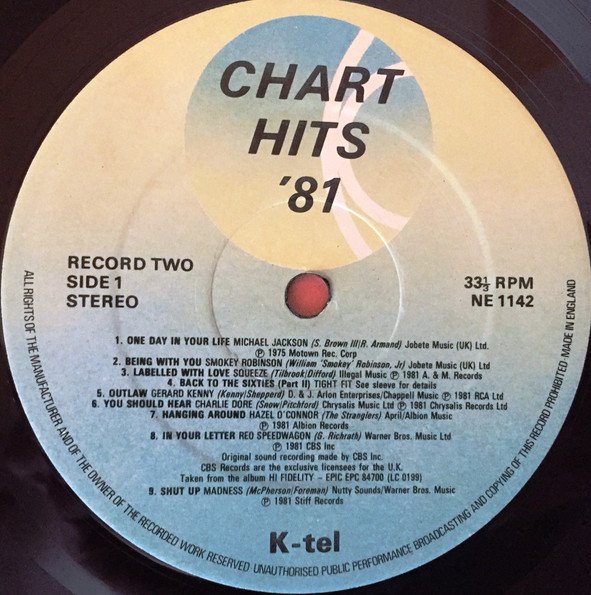 CHART
HITS
'81
RECORD TWO
SIDE 1
STEREO
33⅓ RPM
NE 1142
1. ONE DAY IN YOUR LIFE MICHAEL JACKSON (S. Brown III/R. Armand) Jobete Music (UK) Ltd.
℗ 1975 Motown Rec. Corp
2. BEING WITH YOU SMOKEY ROBINSON (William 'Smokey' Robinson, Jr) Jobete Music (UK) Ltd
3. LABELLED WITH LOVE SQUEEZE (Tilbrook/Difford) Illegal Music ℗ 1981 A. & M. Records
4. BACK TO THE SIXTIES (Part II) TIGHT FIT See sleeve for details
5. OUTLAW GERARD KENNY (Kenny/Shepperd) D. & J. Arlon Enterprises/Chappell Music ℗ 1981 RCA Ltd
6. YOU SHOULD HEAR CHARLIE DORE (Snow/Pitchford) Chrysalis Music Ltd ℗ 1981 Chrysalis Records Ltd
7. HANGING AROUND HAZEL O'CONNOR (The Stranglers) April/Albion Music
℗ 1981 Albion Records
8. IN YOUR LETTER REO SPEEDWAGON (G. Richrath) Warner Bros. Music Ltd
℗ 1981 CBS Inc
Original sound recording made by CBS Inc.
CBS Records are the exclusive licensees for the U.K.
Taken from the album HI FIDELITY - EPIC EPC 84700 (LC 0199)
9. SHUT UP MADNESS (McPherson/Foreman) Nutty Sounds/Warner Bros. Music
℗ 1981 Stiff Records
K-tel
ALL RIGHTS OF THE MANUFACTURER AND OF THE OWNER OF THE RECORDED WORK RESERVED UNAUTHORISED PUBLIC PERFORMANCE BROADCASTING AND COPYING OF THIS RECORD PROHIBITED · MADE IN ENGLAND